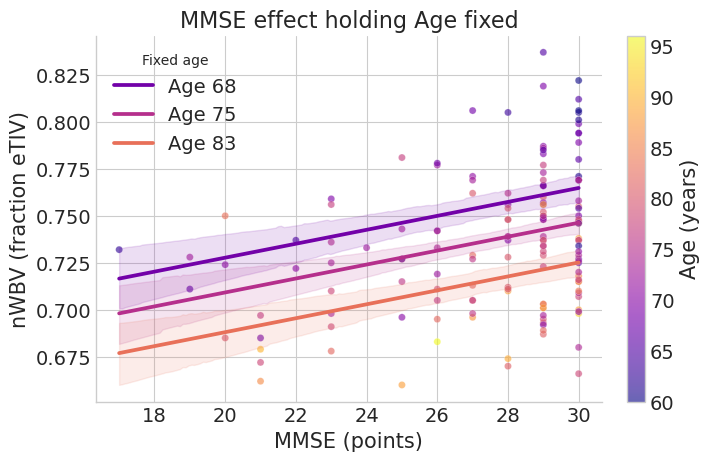 MMSE effect holding Age fixed
Fixed age
Age 68
Age 75
Age 83
nWBV (fraction eTIV)
0.825
0.800
0.775
0.750
0.725
0.700
0.675
18 20 22 24 26 28 30
MMSE (points)
95
90
85
80
75
70
65
60
Age (years)